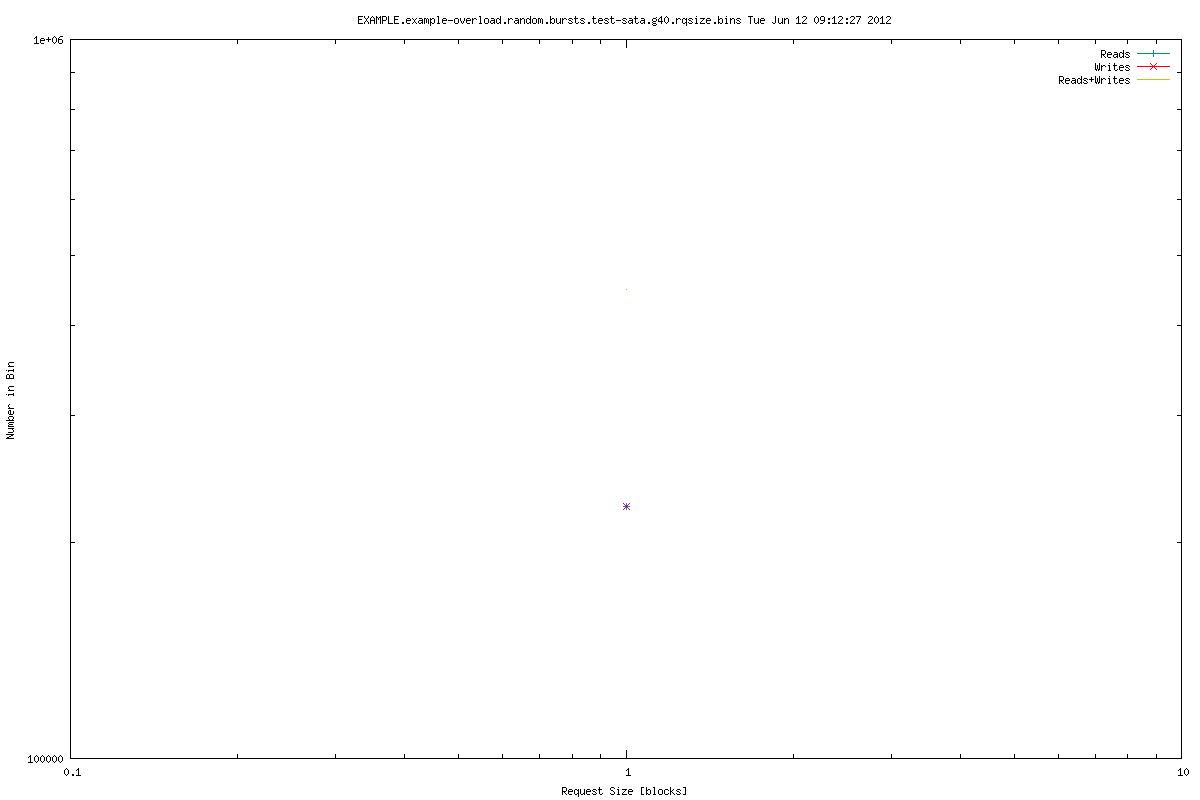 EXAMPLE.example-overload.random.bursts.test-sata.g40.rqsize.bins Tue Jun 12 09:12:27 2012
1e+06
Reads
Writes
Reads+Writes
Number in Bin
100000
0.1
1
10
Request Size [blocks]